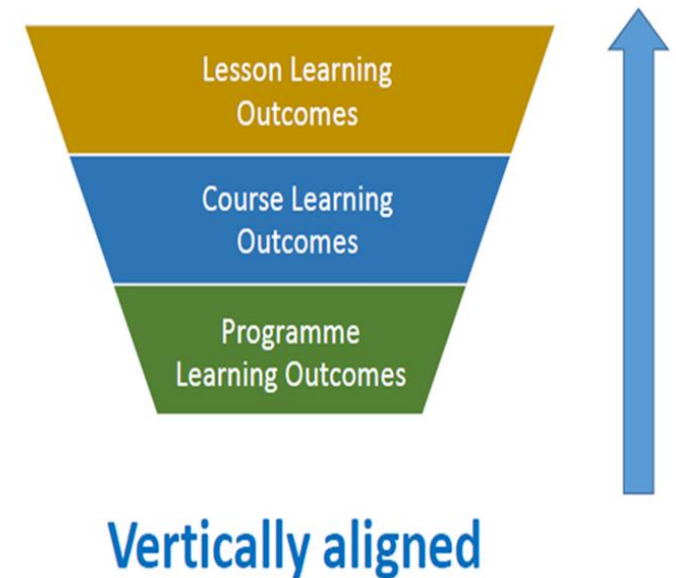 Lesson Learning
Outcomes
Course Learning
Outcomes
Programme
Learning Outcomes
Vertically aligned